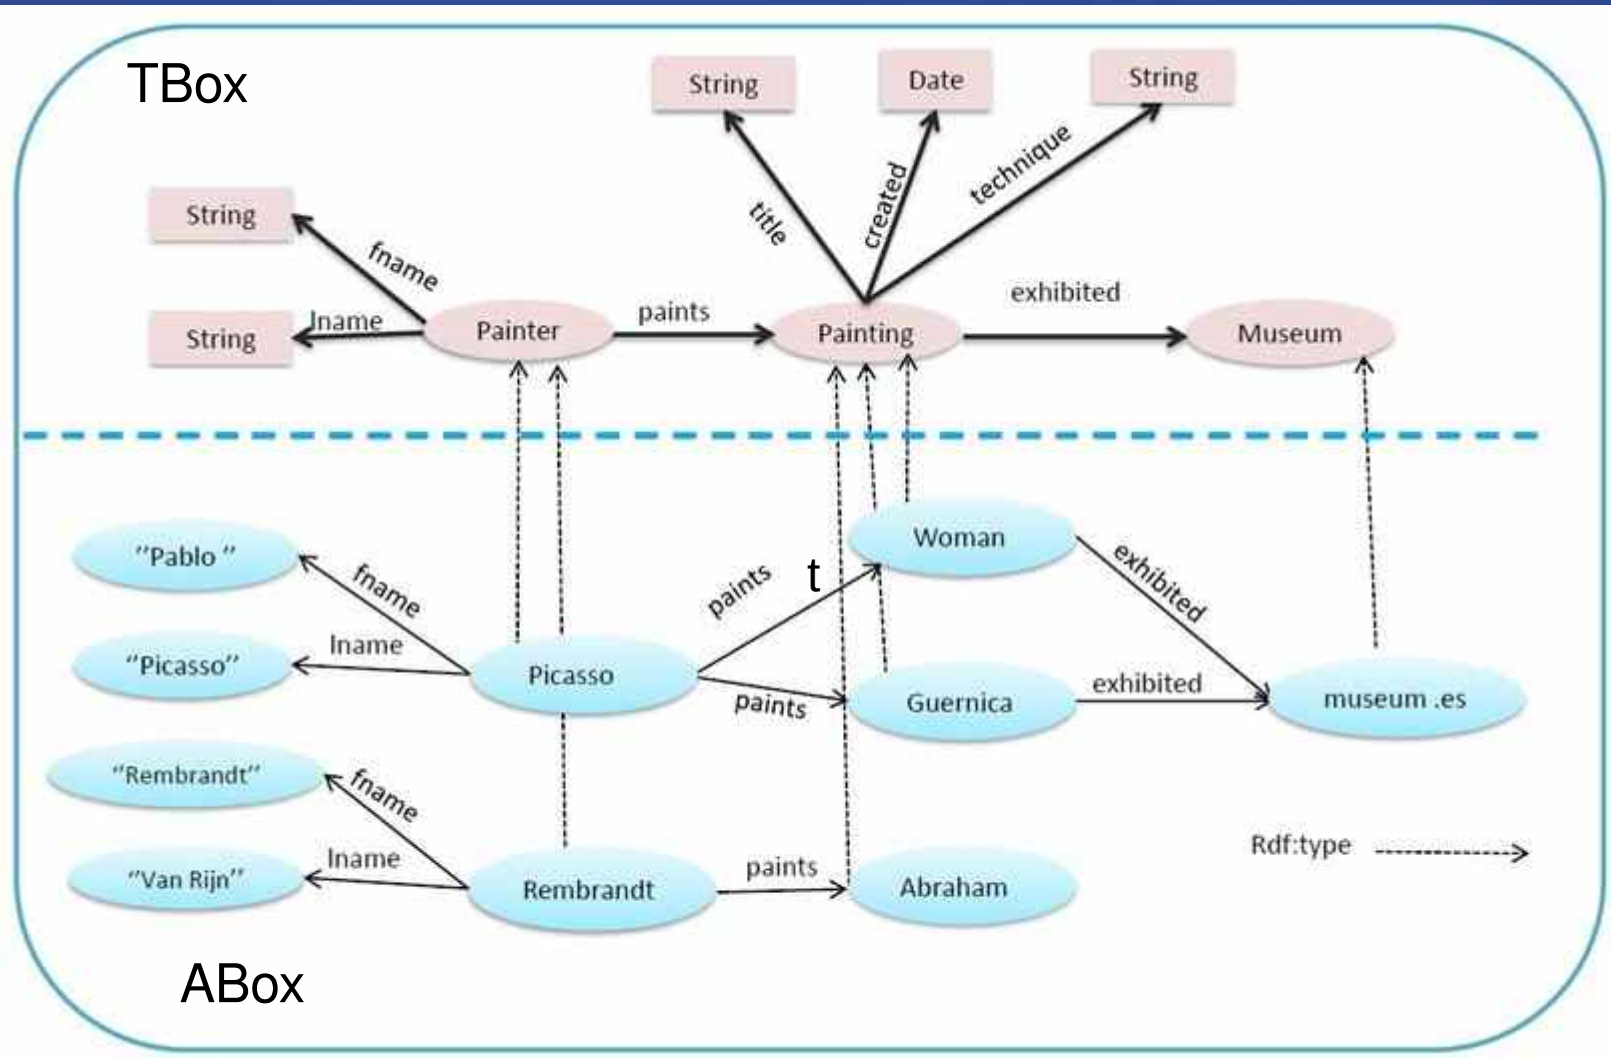 TBox
String
Date
String
title
created
technique
String
fname
String
lname
Painter
paints
Painting
exhibited
Museum
"Pablo "
fname
"Picasso"
lname
Picasso
paints
t
Woman
exhibited
paints
Guernica
exhibited
museum .es
"Rembrandt"
fname
"Van Rijn"
lname
Rembrandt
paints
Abraham
Rdf:type
ABox